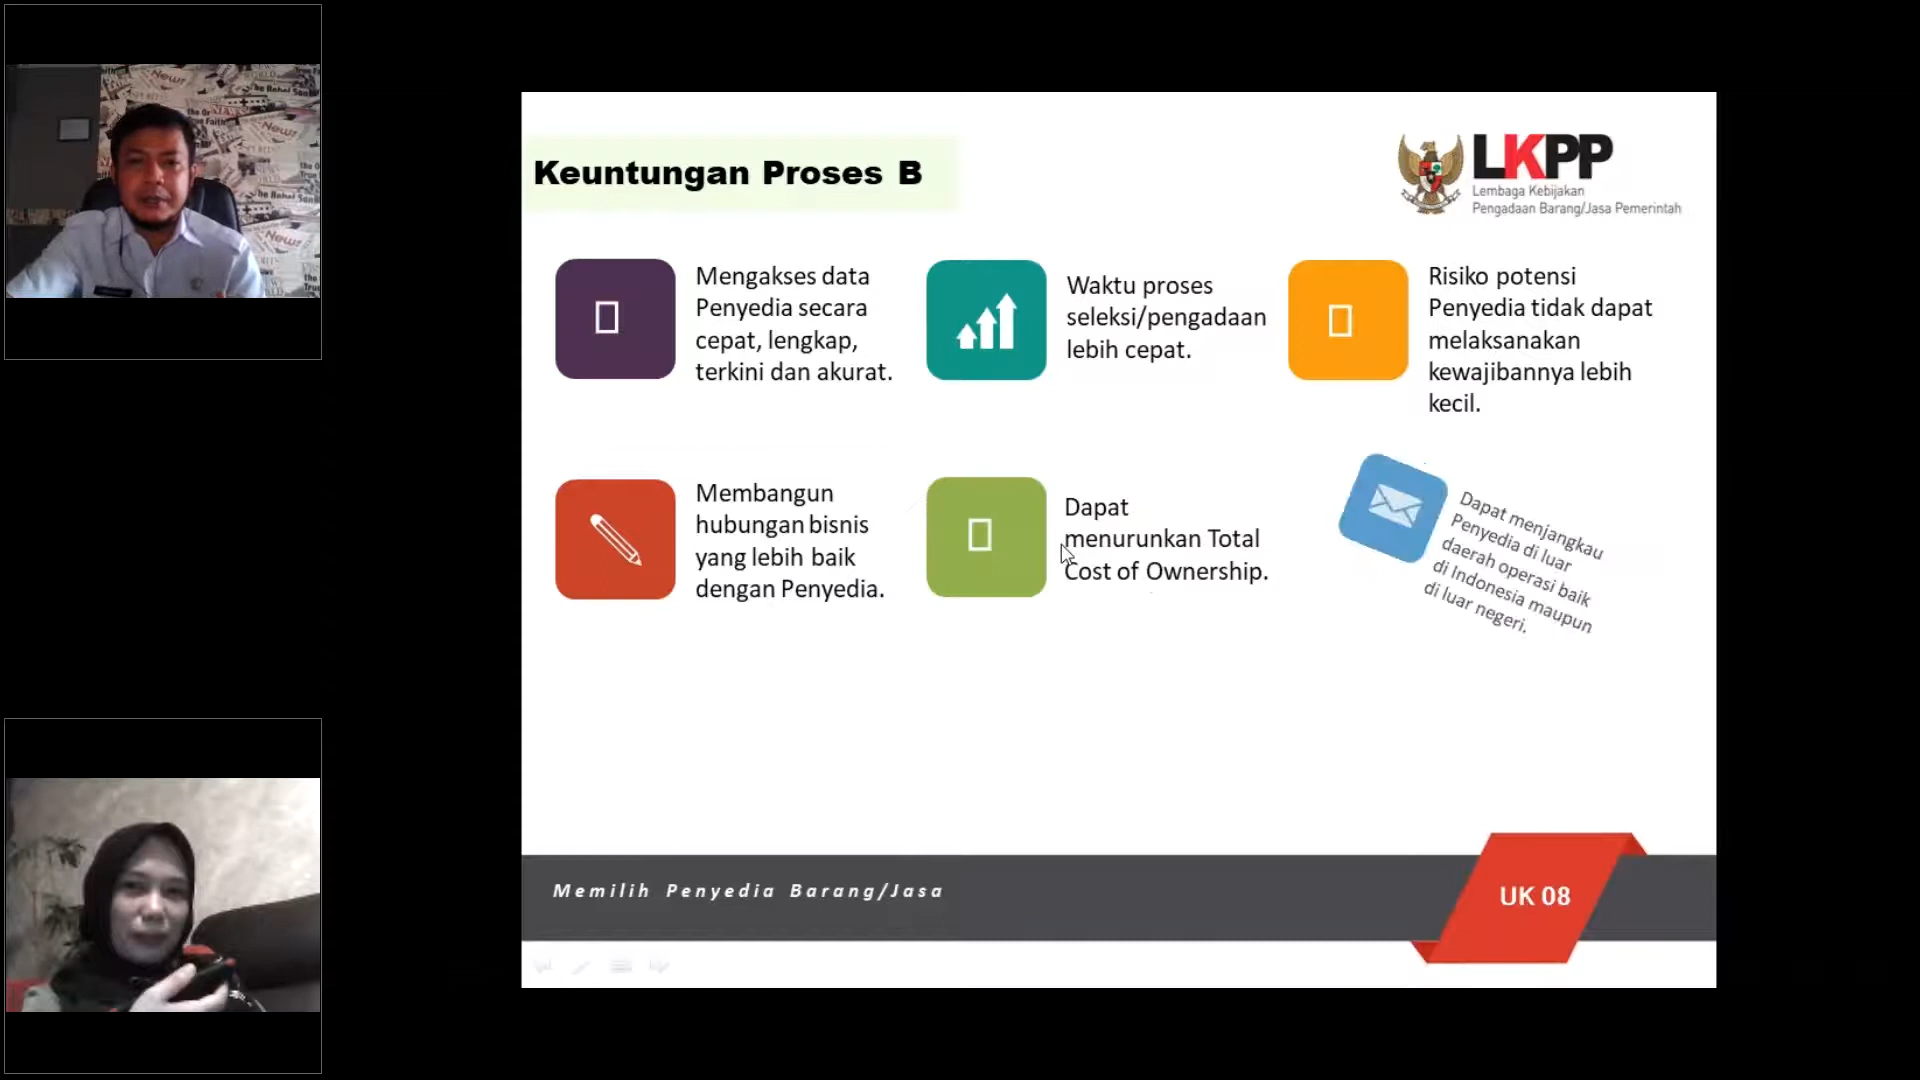 Keuntungan Proses B
LKPP
Lembaga Kebijakan
Pengadaan Barang/Jasa Pemerintah
Mengakses data
Penyedia secara
cepat, lengkap,
terkini dan akurat.
Waktu proses
seleksi/pengadaan
lebih cepat.
Risiko potensi
Penyedia tidak dapat
melaksanakan
kewajibannya lebih
kecil.
Membangun
hubungan bisnis
yang lebih baik
dengan Penyedia.
Dapat
menurunkan Total
Cost of Ownership.
Dapat menjangkau
Penyedia di luar
daerah operasi baik
di Indonesia maupun
di luar negeri.
Memilih Penyedia Barang/Jasa
UK 08